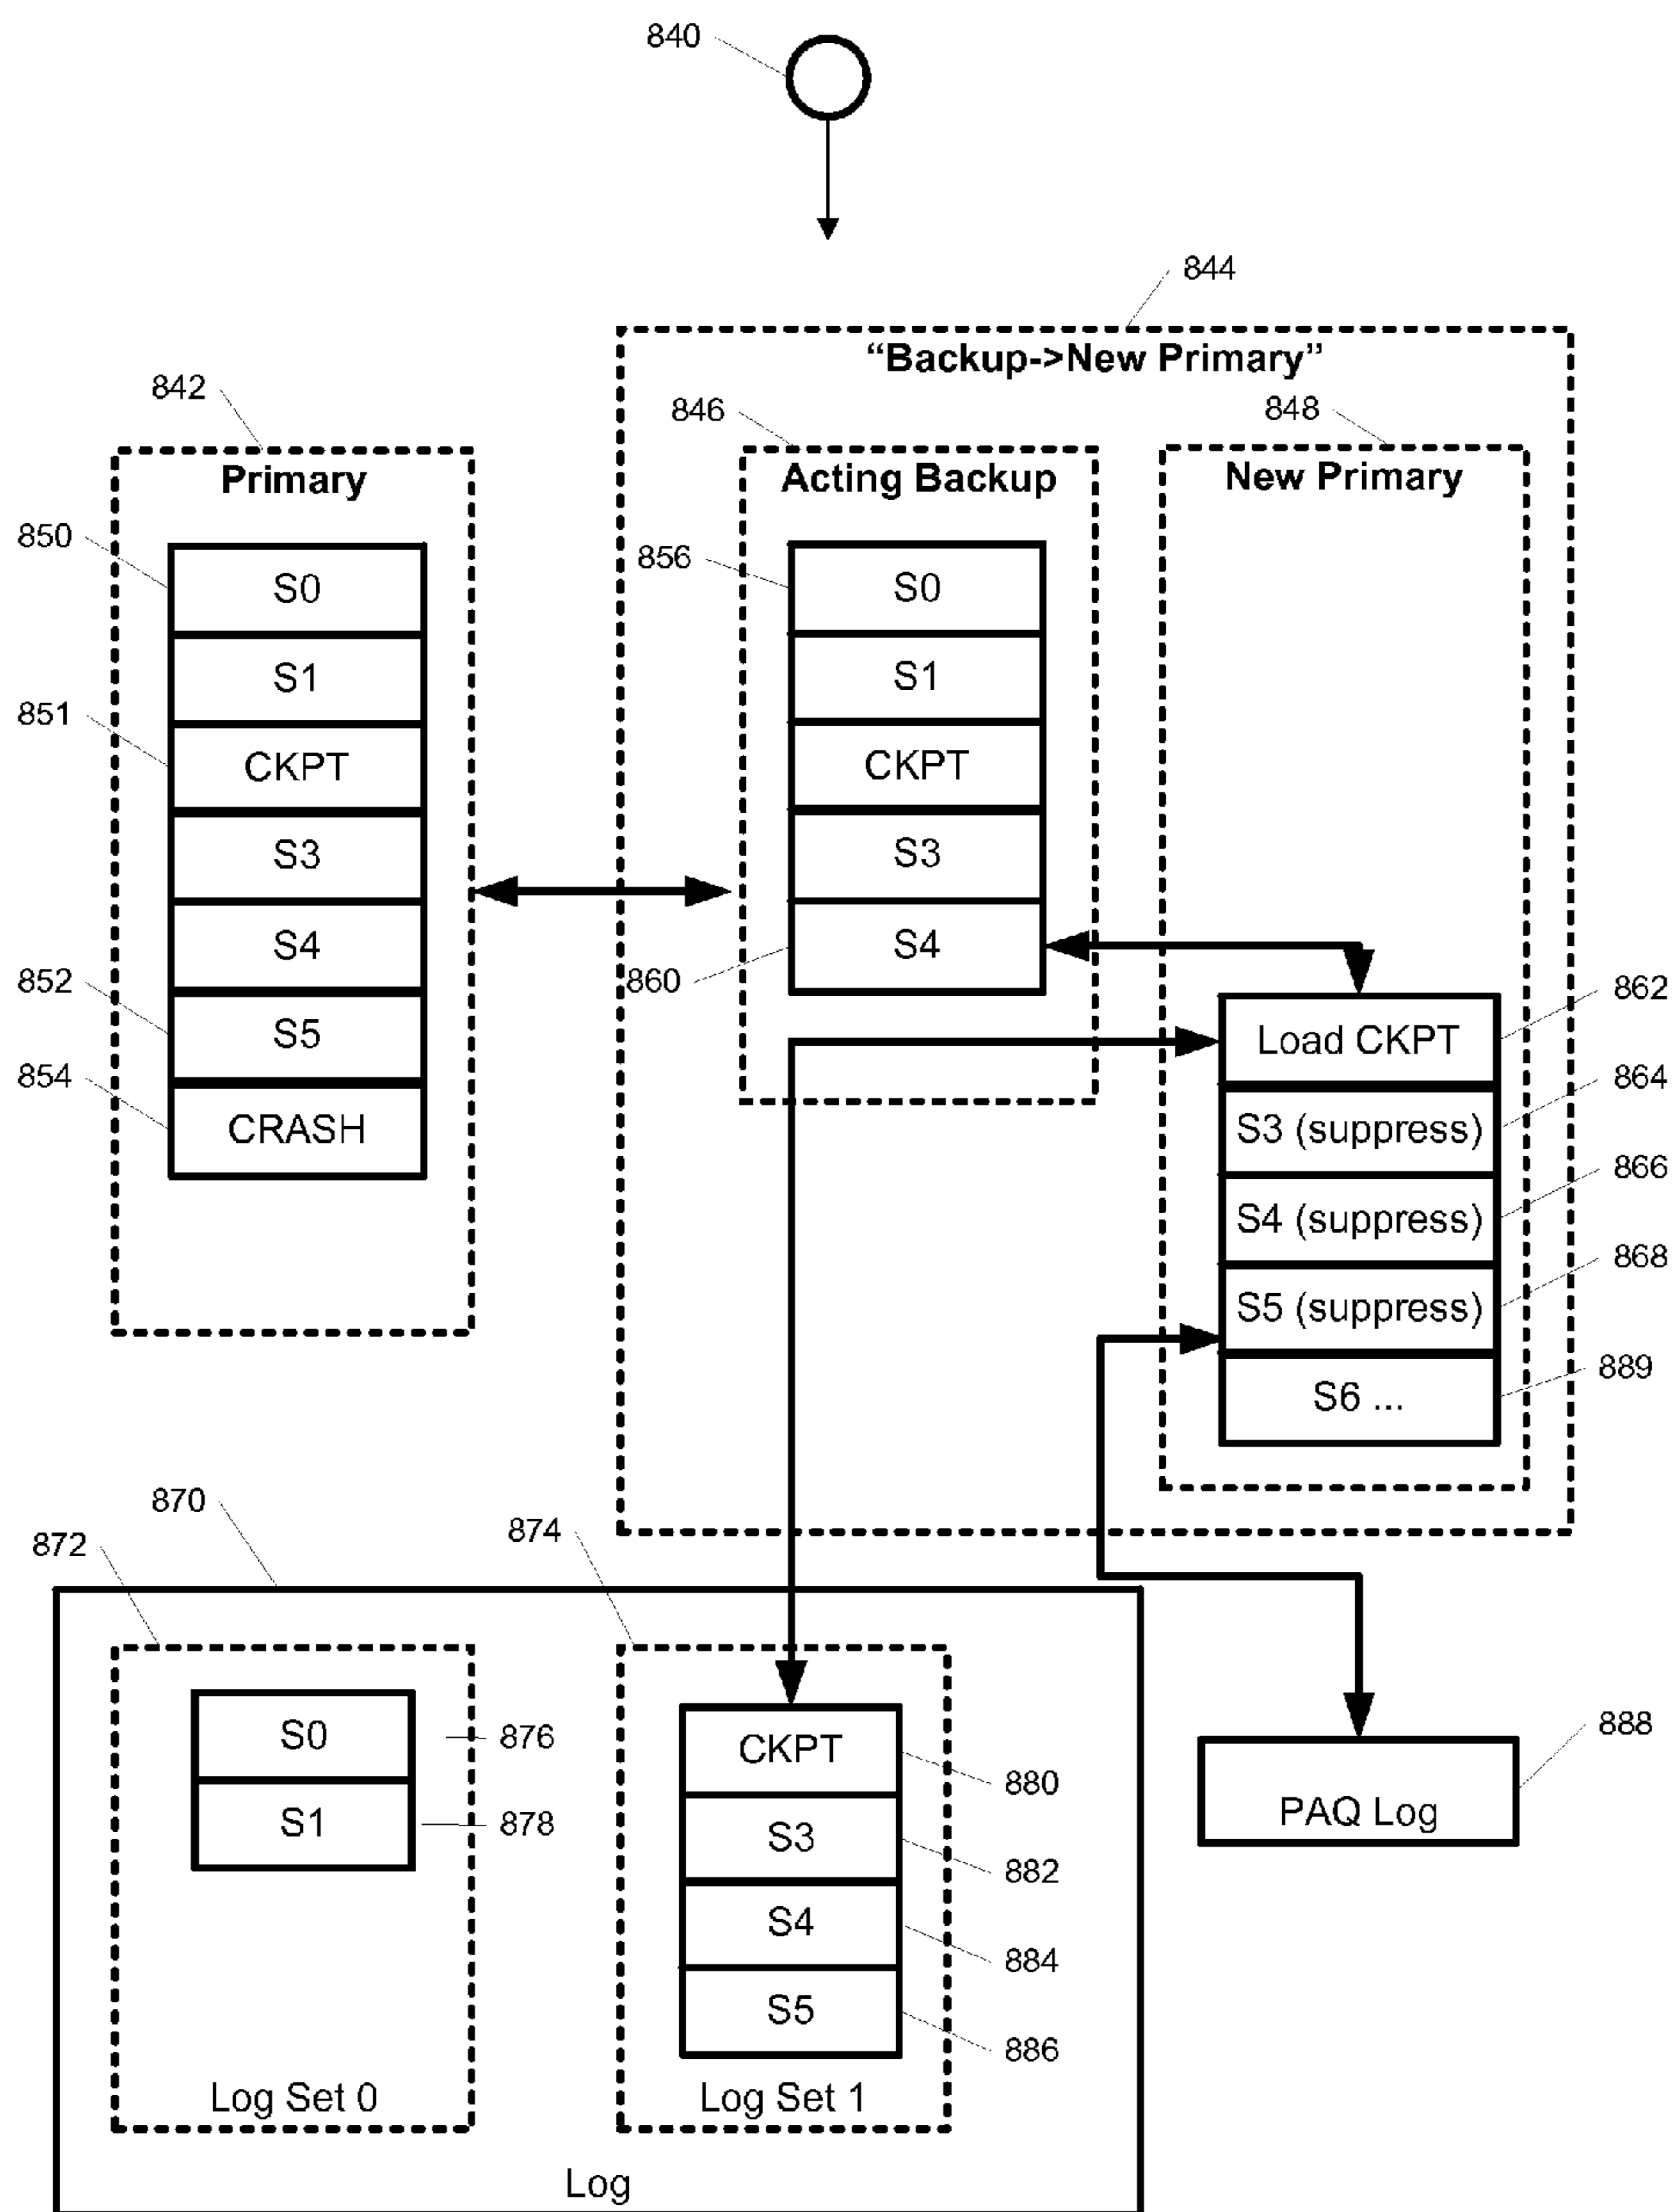 840
844
"Backup->New Primary"
842
846
848
Primary
Acting Backup
New Primary
850
S0
856
S0
S1
S1
851
CKPT
CKPT
S3
S3
S4
860
S4
852
S5
862
Load CKPT
854
CRASH
864
S3 (suppress)
866
S4 (suppress)
868
S5 (suppress)
889
S6 ...
870
872
874
S0
876
CKPT
880
888
S1
878
S3
882
PAQ Log
S4
884
S5
886
Log Set 0
Log Set 1
Log